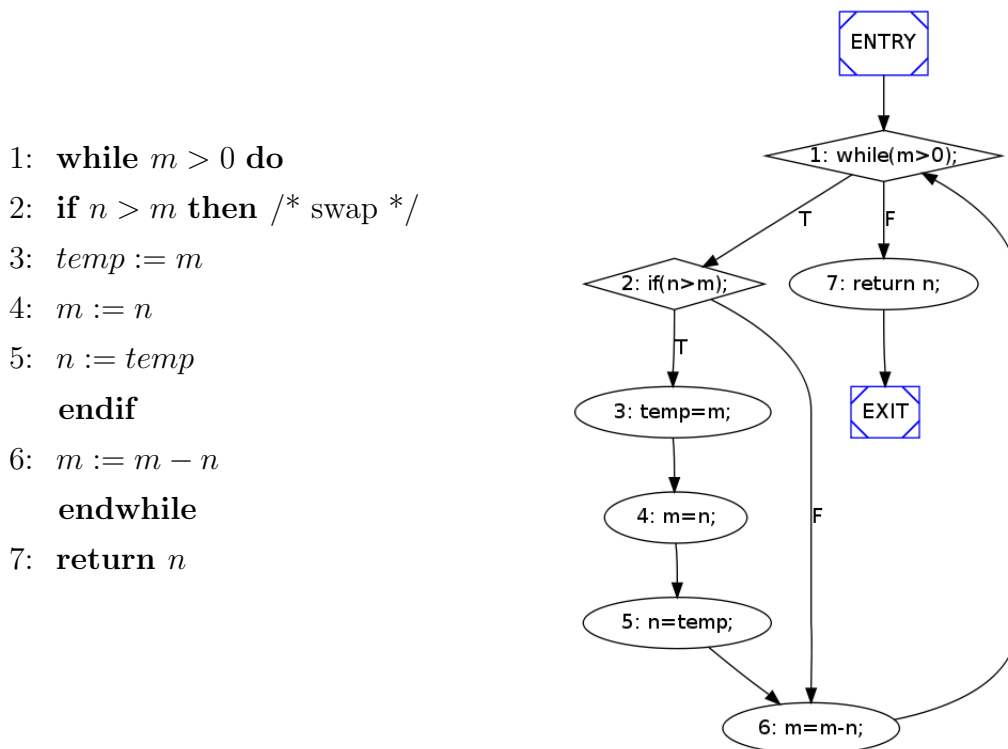 1: while m > 0 do
2: if n > m then /* swap */
3: temp := m
4: m := n
5: n := temp
endif
6: m := m − n
endwhile
7: return n
ENTRY
1: while(m>0);
T
F
2: if(n>m);
7: return n;
T
3: temp=m;
EXIT
4: m=n;
F
5: n=temp;
6: m=m-n;